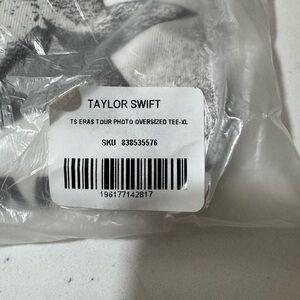 TAYLOR SWIFT
TS ERAS TOUR PHOTO OVERSIZED TEE-XL
SKU 838535576
196177142817